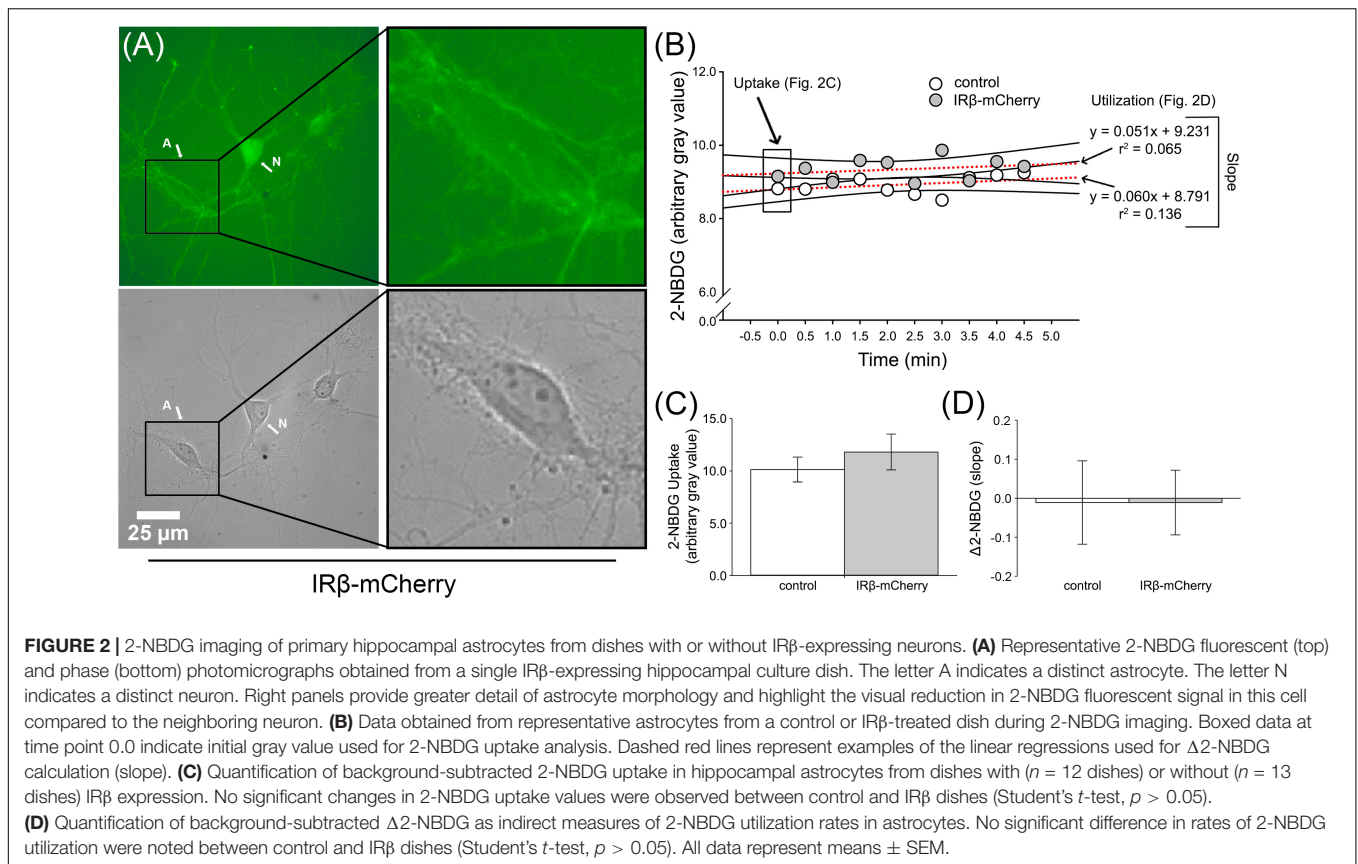 (A)
A
N
A
N
25 µm
IRβ-mCherry
(B)
12.0
10.0
8.0
6.0
0.0
2-NBDG (arbitrary gray value)
Uptake (Fig. 2C)
control
IRβ-mCherry
Utilization (Fig. 2D)
y = 0.051x + 9.231
r² = 0.065
y = 0.060x + 8.791
r² = 0.136
Slope
-0.5 0.0 0.5 1.0 1.5 2.0 2.5 3.0 3.5 4.0 4.5 5.0
Time (min)
(C)
15.0
10.0
5.0
0.0
2-NBDG Uptake
(arbitrary gray value)
control IRβ-mCherry
(D)
0.2
0.1
0.0
-0.1
-0.2
Δ2-NBDG (slope)
control IRβ-mCherry
FIGURE 2 | 2-NBDG imaging of primary hippocampal astrocytes from dishes with or without IRβ-expressing neurons. (A) Representative 2-NBDG fluorescent (top)
and phase (bottom) photomicrographs obtained from a single IRβ-expressing hippocampal culture dish. The letter A indicates a distinct astrocyte. The letter N
indicates a distinct neuron. Right panels provide greater detail of astrocyte morphology and highlight the visual reduction in 2-NBDG fluorescent signal in this cell
compared to the neighboring neuron. (B) Data obtained from representative astrocytes from a control or IRβ-treated dish during 2-NBDG imaging. Boxed data at
time point 0.0 indicate initial gray value used for 2-NBDG uptake analysis. Dashed red lines represent examples of the linear regressions used for Δ2-NBDG
calculation (slope). (C) Quantification of background-subtracted 2-NBDG uptake in hippocampal astrocytes from dishes with (n = 12 dishes) or without (n = 13
dishes) IRβ expression. No significant changes in 2-NBDG uptake values were observed between control and IRβ dishes (Student's t-test, p > 0.05).
(D) Quantification of background-subtracted Δ2-NBDG as indirect measures of 2-NBDG utilization rates in astrocytes. No significant difference in rates of 2-NBDG
utilization were noted between control and IRβ dishes (Student's t-test, p > 0.05). All data represent means ± SEM.